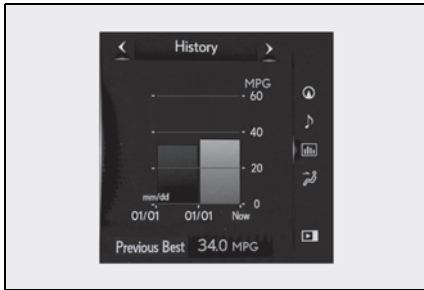 History
MPG
60
40
20
mm/dd
0
01/01 01/01 Now
Previous Best 34.0 MPG